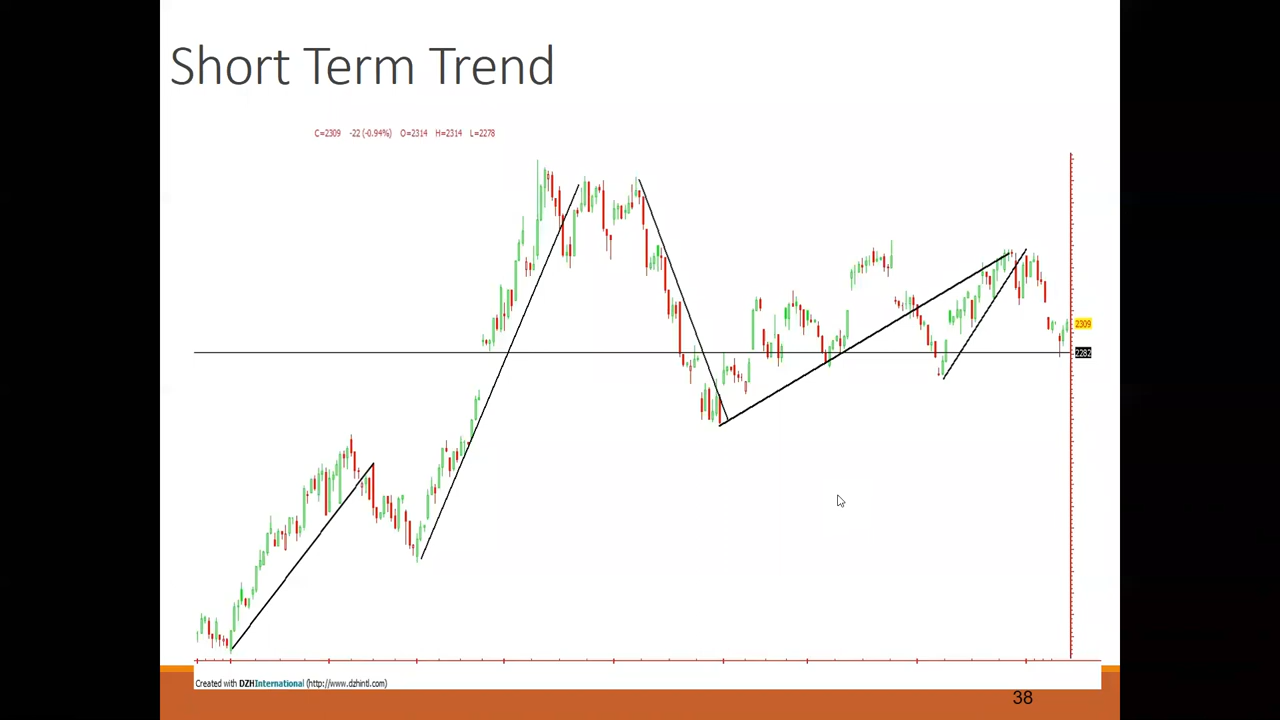 Short Term Trend
C=2309 -22 (-0.94%) O=2314 H=2314 L=2278
2309
2282
Created with DZHInternational (http://www.dzhintl.com)
38